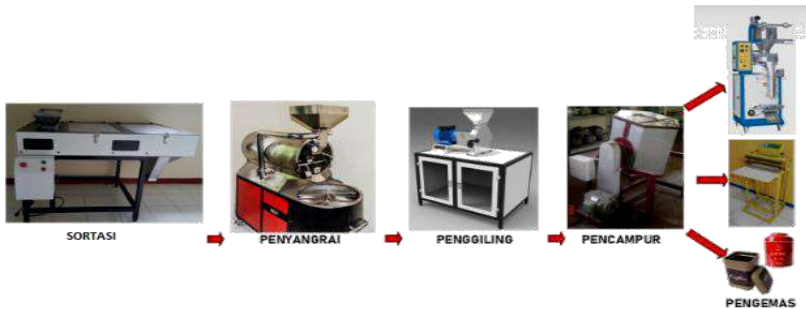 SORTASI
PENYANGRAI
PENGGILING
PENCAMPUR
PENGEMAS